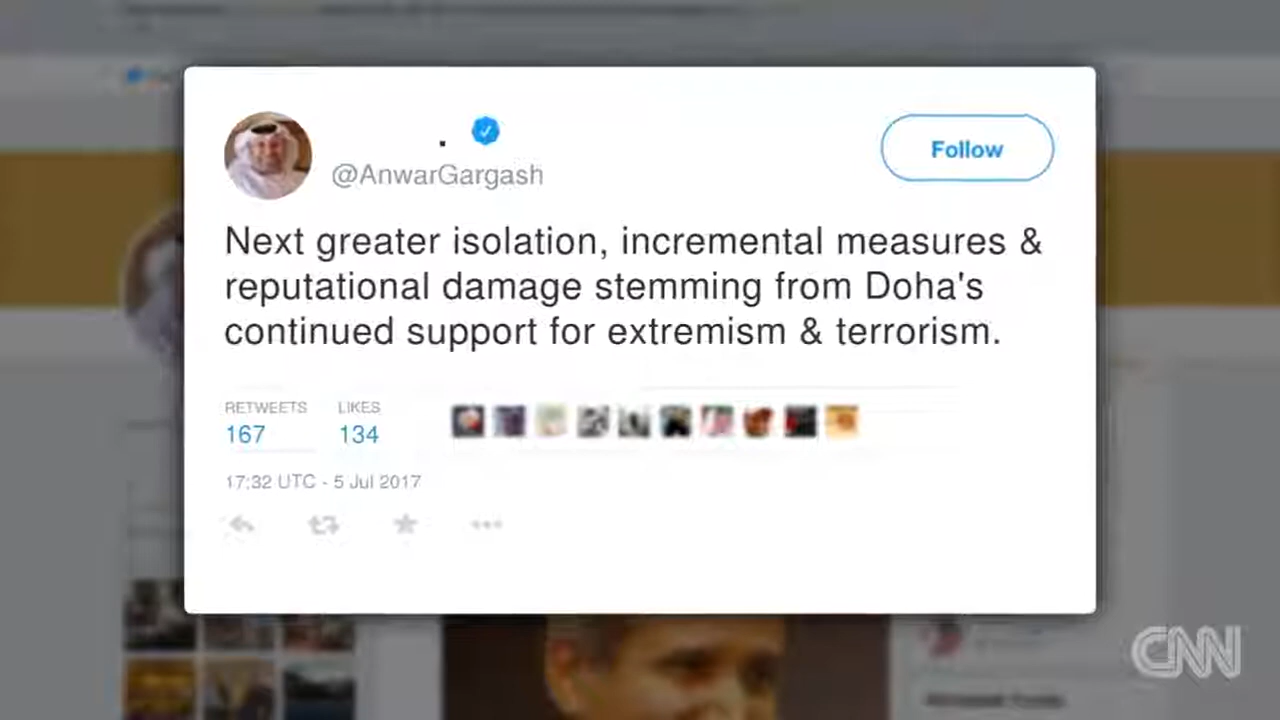 .
@AnwarGargash
Follow
Next greater isolation, incremental measures &
reputational damage stemming from Doha's
continued support for extremism & terrorism.
RETWEETS LIKES
167 134
17:32 UTC - 5 Jul 2017
CNN